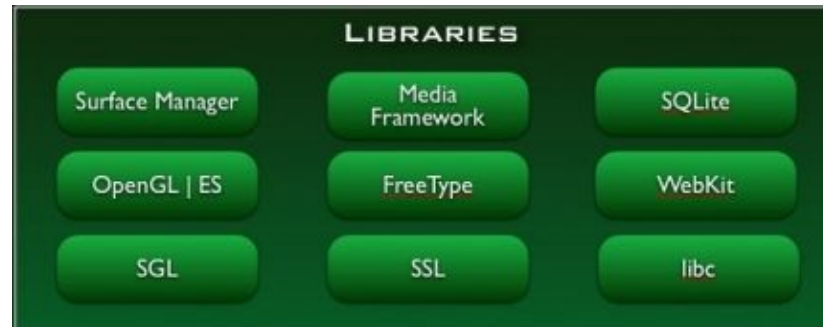 LIBRARIES
Surface Manager
Media
Framework
SQLite
OpenGL | ES
FreeType
WebKit
SGL
SSL
libc